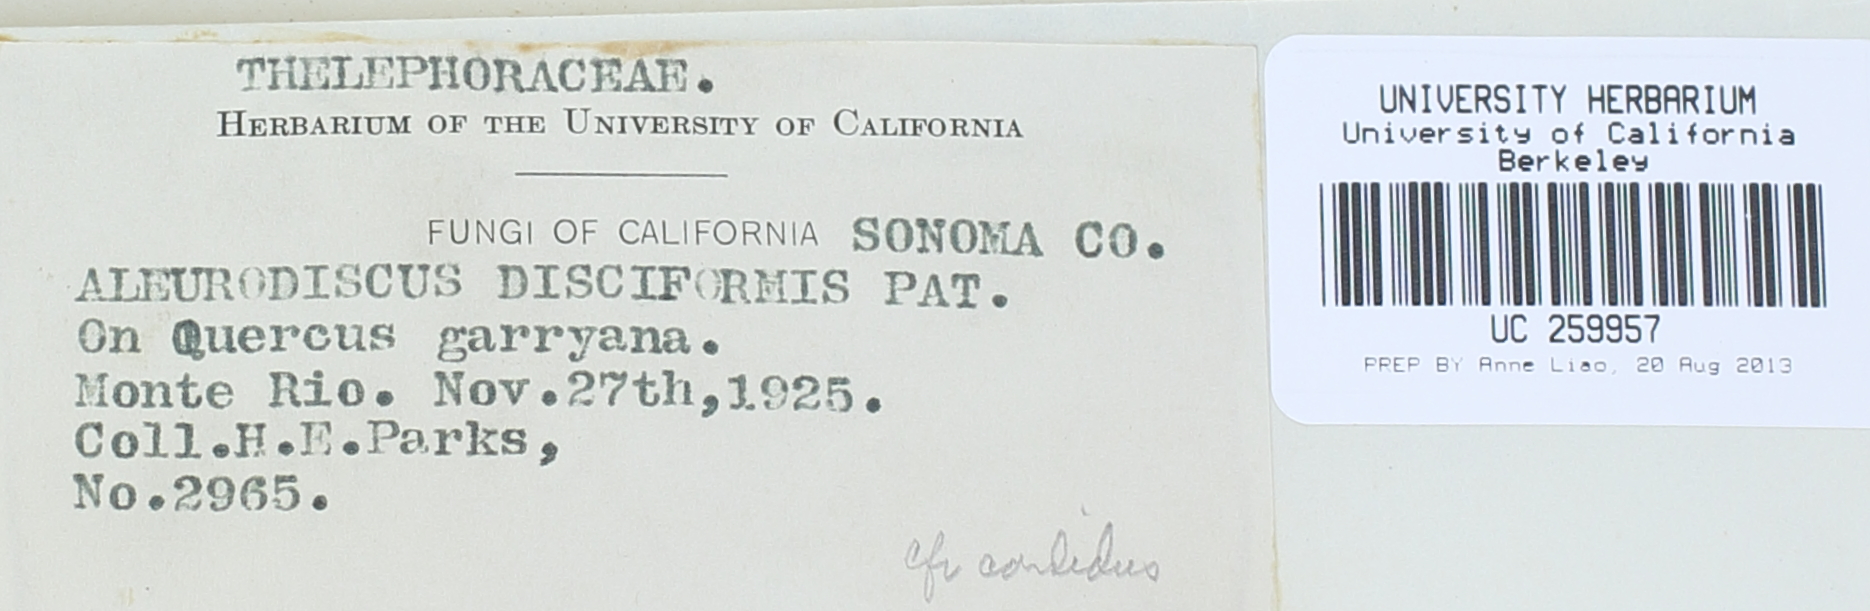 THELEPHORACEAE.
HERBARIUM OF THE UNIVERSITY OF CALIFORNIA
FUNGI OF CALIFORNIA SONOMA CO.
ALEURODISCUS DISCIFORMIS PAT.
On Quercus garryana.
Monte Rio. Nov.27th,1925.
Coll.H.E.Parks,
No.2965.
cfr candidus
UNIVERSITY HERBARIUM
University of California
Berkeley
UC 259957
PREP BY Anne Liao, 20 Aug 2013